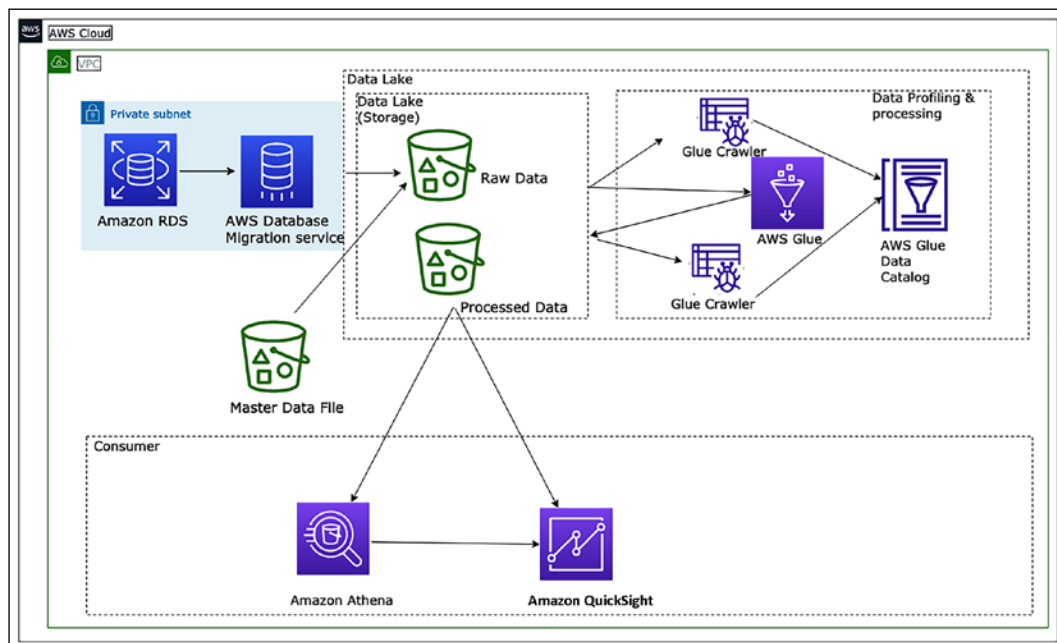 aws
AWS Cloud
VPC
Data Lake
Private subnet
Data Lake
(Storage)
Data Profiling &
processing
Raw Data
Glue Crawler
Amazon RDS
AWS Database
Migration service
AWS Glue
AWS Glue
Data
Catalog
Glue Crawler
Processed Data
Master Data File
Consumer
Amazon Athena
Amazon QuickSight